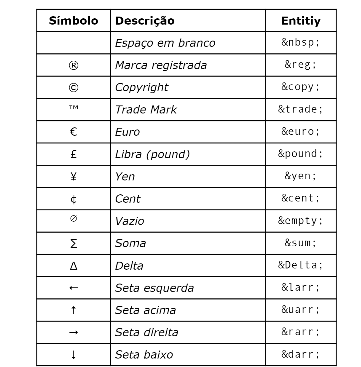 Símbolo Descrição Entitiy
Espaço em branco &nbsp;
® Marca registrada &reg;
© Copyright &copy;
™ Trade Mark &trade;
€ Euro &euro;
£ Libra (pound) &pound;
¥ Yen &yen;
¢ Cent &cent;
∅ Vazio &empty;
Σ Soma &sum;
Δ Delta &Delta;
← Seta esquerda &larr;
↑ Seta acima &uarr;
→ Seta direita &rarr;
↓ Seta baixo &darr;